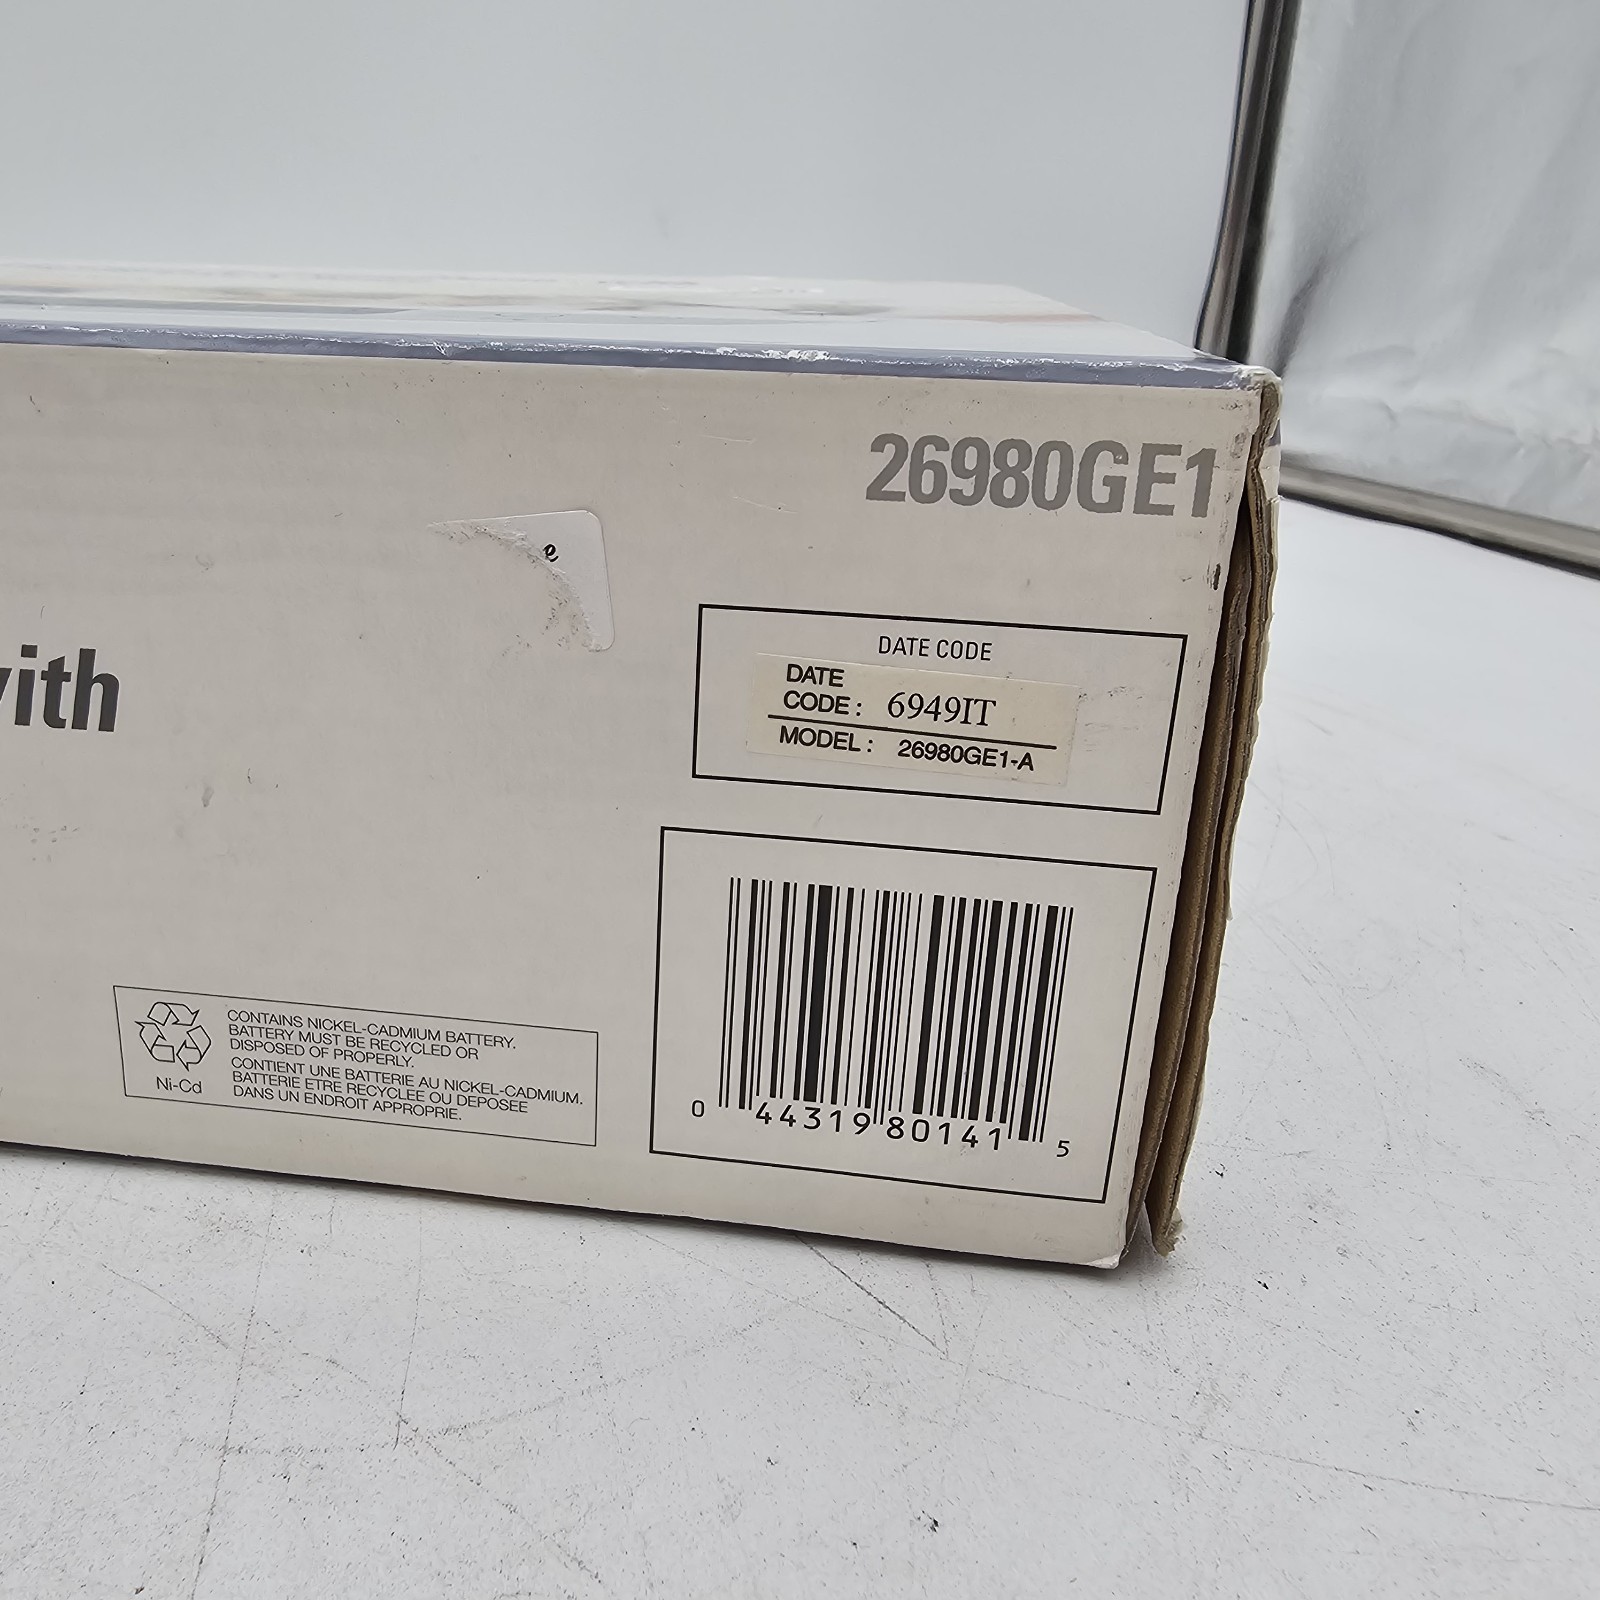 26980GE1
e
ith
DATE CODE
DATE
CODE: 6949IT
MODEL: 26980GE1-A
CONTAINS NICKEL-CADMIUM BATTERY.
BATTERY MUST BE RECYCLED OR
DISPOSED OF PROPERLY.
CONTIENT UNE BATTERIE AU NICKEL-CADMIUM.
BATTERIE ETRE RECYCLEE OU DEPOSEE
DANS UN ENDROIT APPROPRIE.
Ni-Cd
0 44319 80141 5